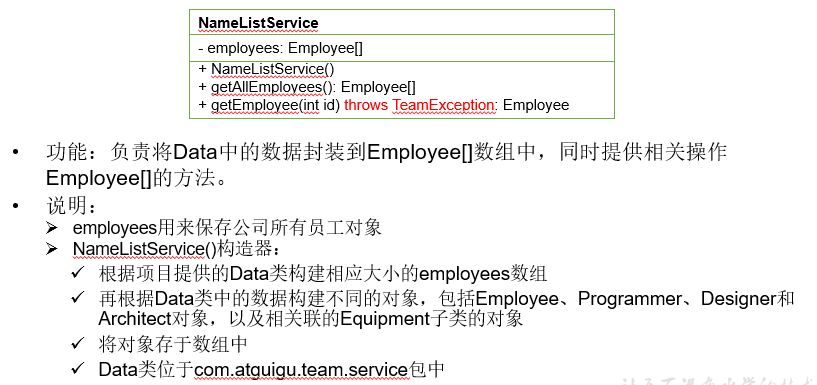 NameListService
- employees: Employee[]
+ NameListService()
+ getAllEmployees(): Employee[]
+ getEmployee(int id) throws TeamException: Employee
• 功能：负责将Data中的数据封装到Employee[]数组中，同时提供相关操作
Employee[]的方法。
• 说明：
➢ employees用来保存公司所有员工对象
➢ NameListService()构造器：
✓ 根据项目提供的Data类构建相应大小的employees数组
✓ 再根据Data类中的数据构建不同的对象，包括Employee、Programmer、Designer和
Architect对象，以及相关联的Equipment子类的对象
✓ 将对象存于数组中
✓ Data类位于com.atguigu.team.service包中